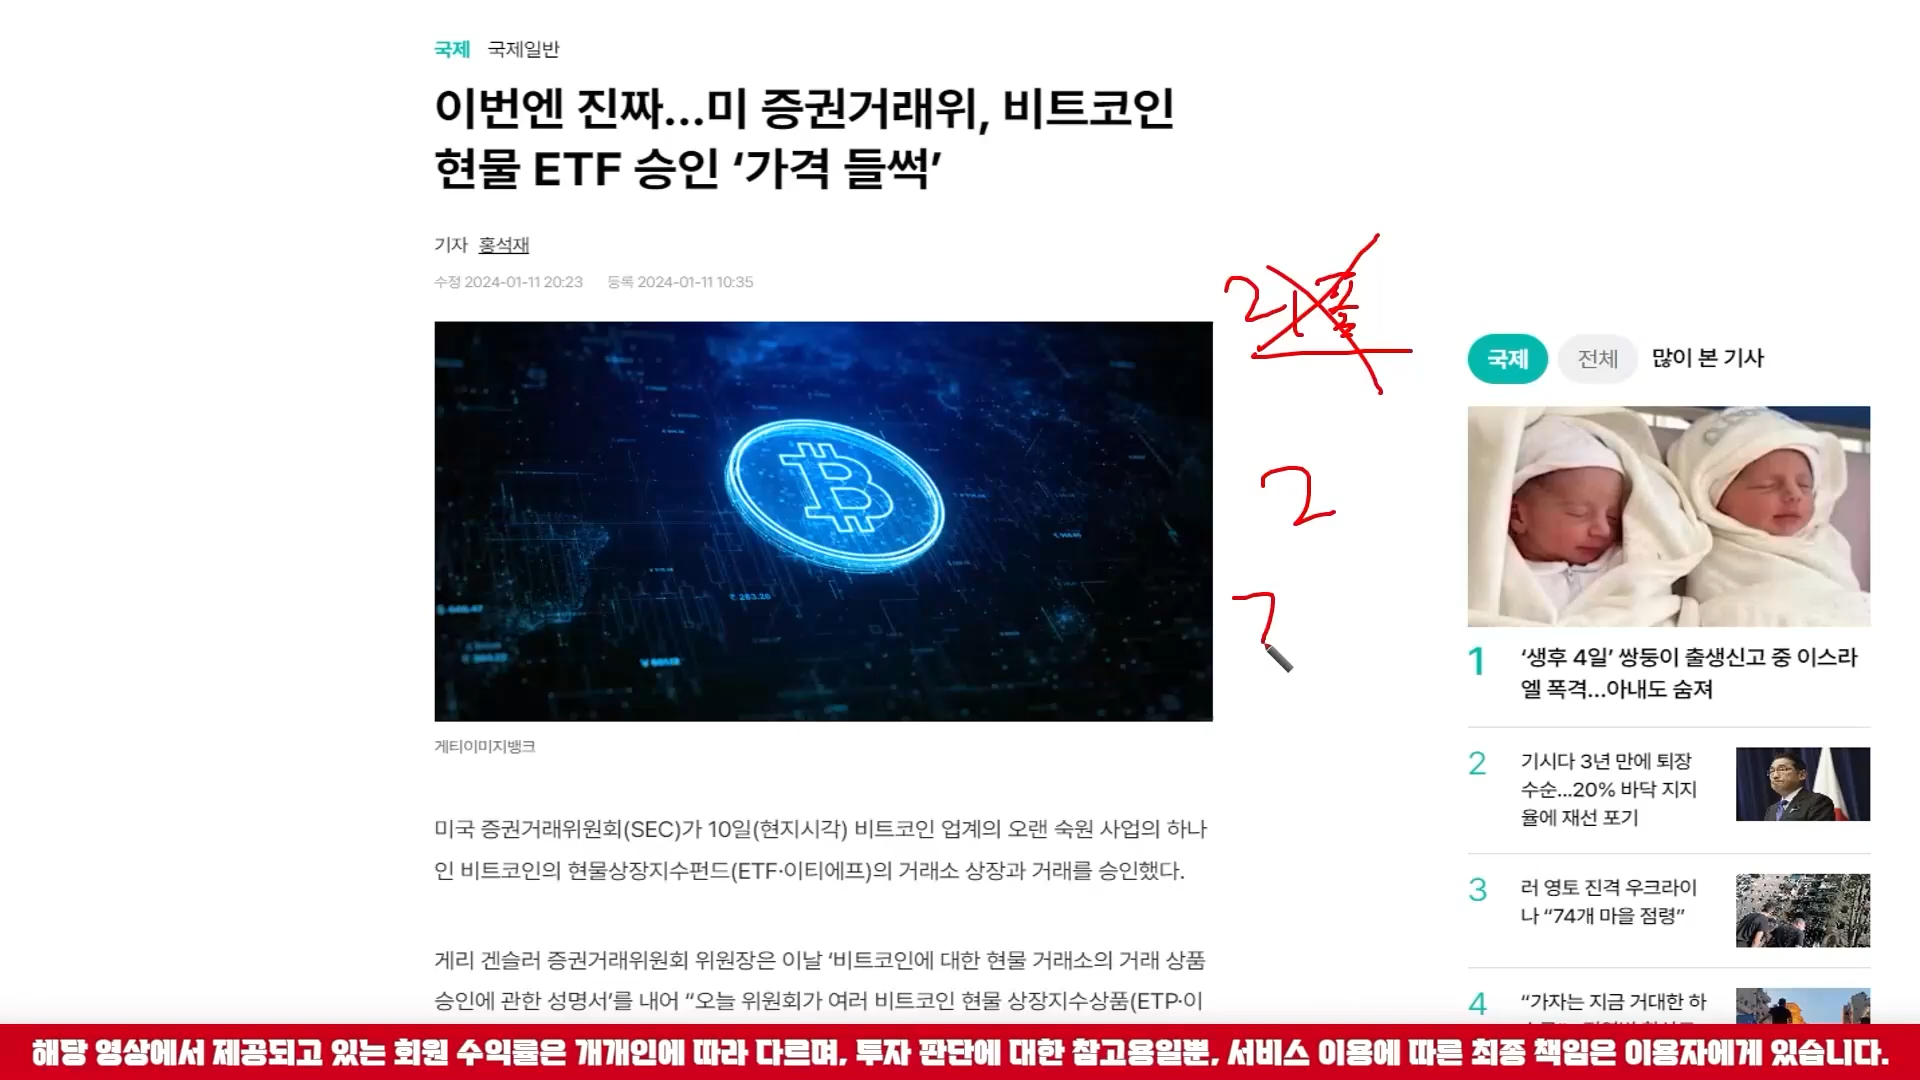 국제 국제일반
이번엔 진짜…미 증권거래위, 비트코인
현물 ETF 승인 ‘가격 들썩’
기자 홍석재
수정 2024-01-11 20:23 등록 2024-01-11 10:35
게티이미지뱅크
미국 증권거래위원회(SEC)가 10일(현지시각) 비트코인 업계의 오랜 숙원 사업의 하나
인 비트코인의 현물상장지수펀드(ETF·이티에프)의 거래소 상장과 거래를 승인했다.
게리 겐슬러 증권거래위원회 위원장은 이날 ‘비트코인에 대한 현물 거래소의 거래 상품
승인에 관한 성명서’를 내어 “오늘 위원회가 여러 비트코인 현물 상장지수상품(ETP·이
2
국제 전체 많이 본 기사
1 ‘생후 4일’ 쌍둥이 출생신고 중 이스라
엘 폭격…아내도 숨져
2 기시다 3년 만에 퇴장
수순…20% 바닥 지지
율에 재선 포기
3 러 영토 진격 우크라이
나 “74개 마을 점령”
4 “가자는 지금 거대한 하
해당 영상에서 제공되고 있는 회원 수익률은 개개인에 따라 다르며, 투자 판단에 대한 참고용일뿐, 서비스 이용에 따른 최종 책임은 이용자에게 있습니다.